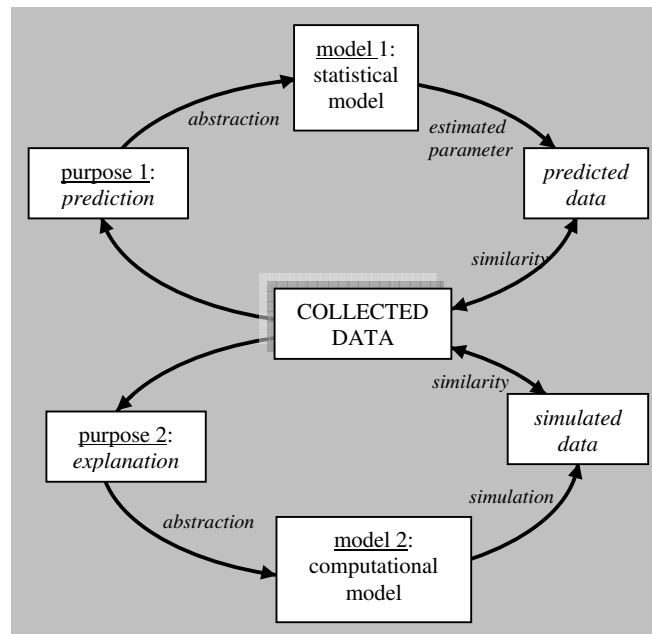 model 1:
statistical
model
abstraction
estimated
parameter
purpose 1:
prediction
predicted
data
similarity
COLLECTED
DATA
similarity
purpose 2:
explanation
simulated
data
abstraction
simulation
model 2:
computational
model